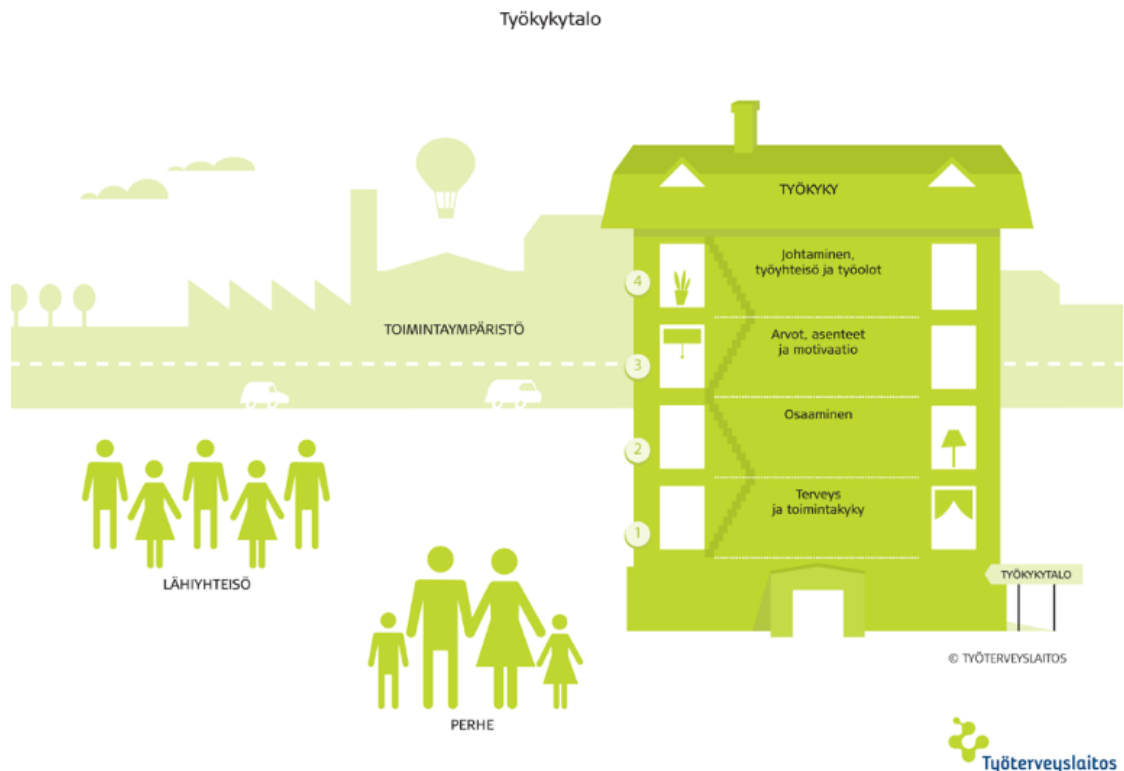 Työkykytalo
TYÖKYKY
4
Johtaminen,
työyhteisö ja työolot
TOIMINTAYMPÄRISTÖ
3
Arvot, asenteet
ja motivaatio
2
Osaaminen
1
Terveys
ja toimintakyky
LÄHIYHTEISÖ
TYÖKYKYTALO
© TYÖTERVEYSLAITOS
PERHE
Työterveyslaitos